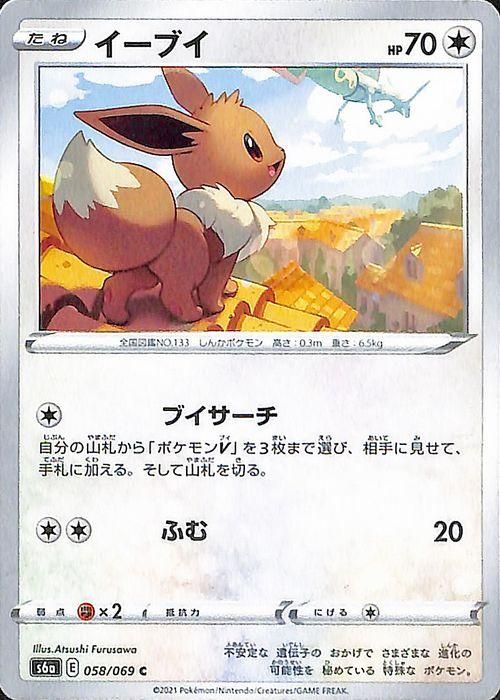 たね イーブイ HP70
全国図鑑NO.133 しんかポケモン 高さ：0.3m 重さ：6.5kg
ブイサーチ
自分の山札から「ポケモンV」を3枚まで選び、相手に見せて、
手札に加える。そして山札を切る。
ふむ 20
弱点 ×2 抵抗力 にげる
Illus.Atsushi Furusawa
S6a E 058/069 C
不安定な 遺伝子の おかげで さまざまな 進化の
可能性を 秘めている 特殊な ポケモン。
©2021 Pokémon/Nintendo/Creatures/GAME FREAK.